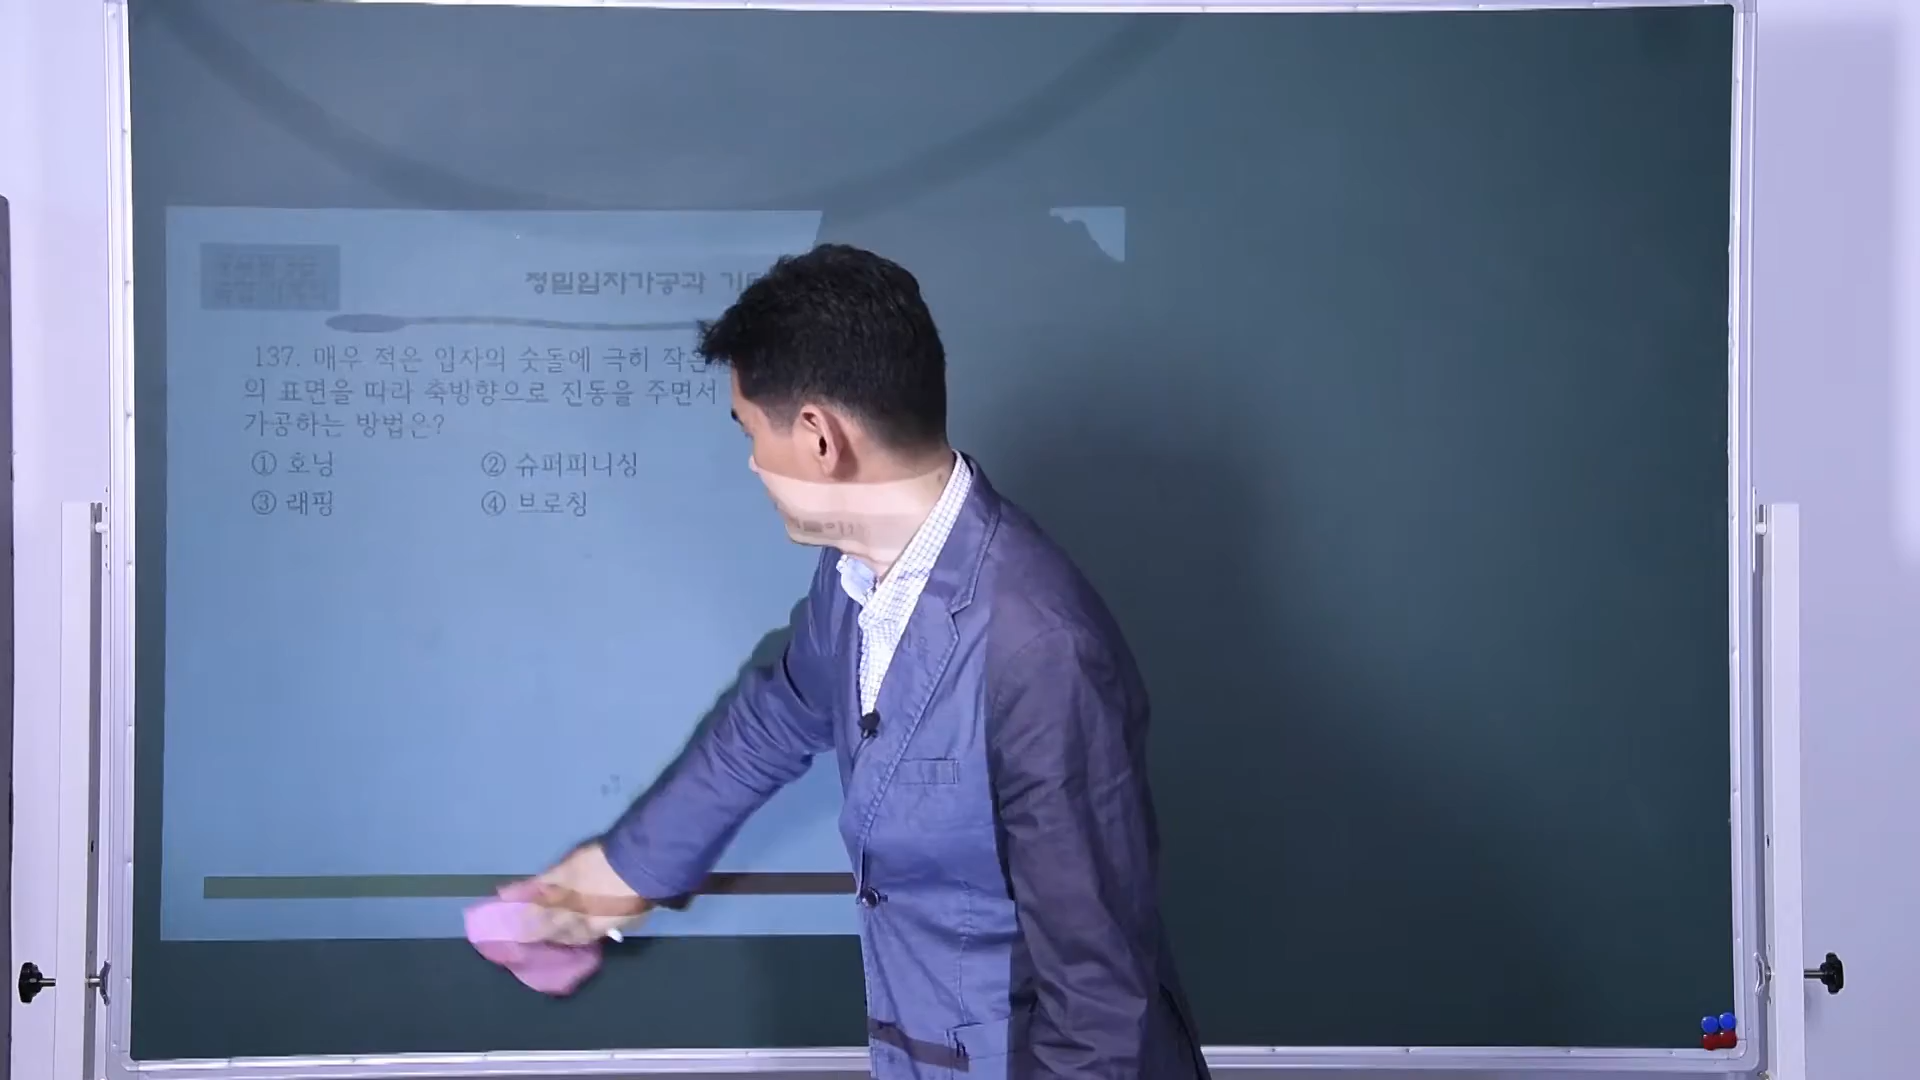 정밀입자가공과
137. 매우 적은 입자의 숫돌에 극히 작은
의 표면을 따라 축방향으로 진동을 주면서
가공하는 방법은?
① 호닝 ② 슈퍼피니싱
③ 래핑 ④ 브로칭